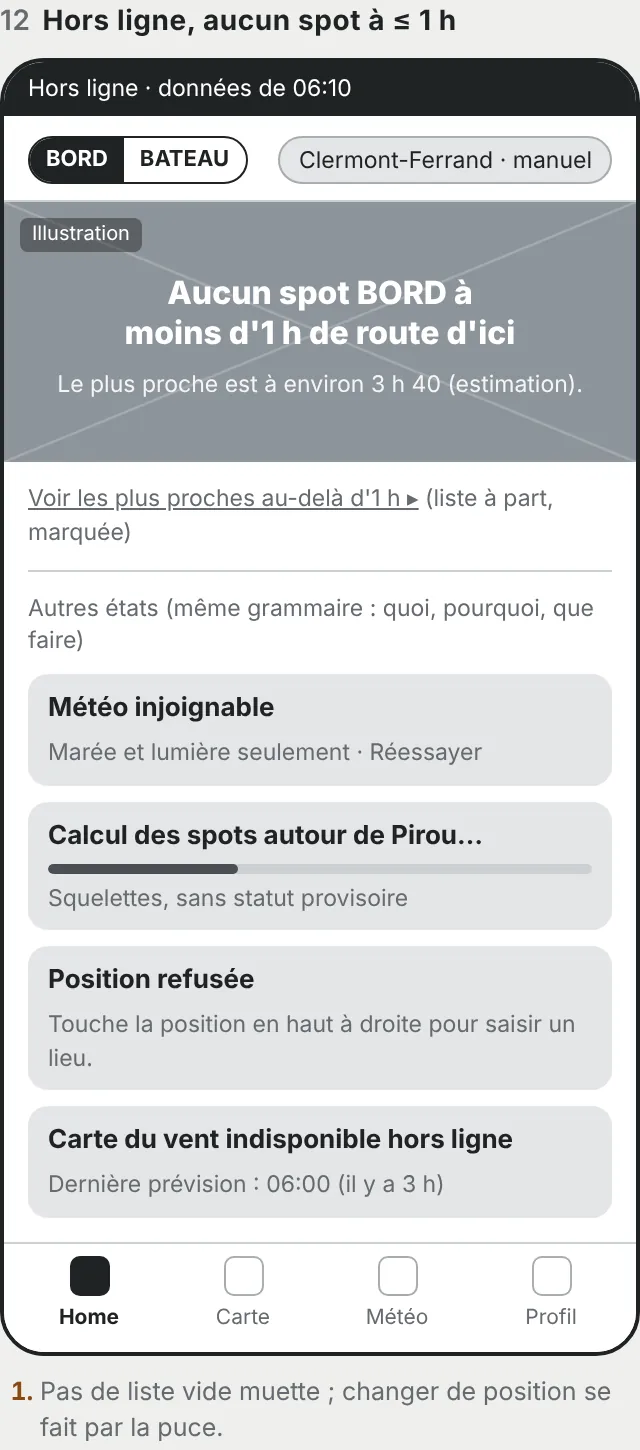 12 Hors ligne, aucun spot à ≤ 1 h
Hors ligne · données de 06:10
BORD BATEAU Clermont-Ferrand · manuel
Illustration
Aucun spot BORD à
moins d'1 h de route d'ici
Le plus proche est à environ 3 h 40 (estimation).
Voir les plus proches au-delà d'1 h ▸ (liste à part,
marquée)
Autres états (même grammaire : quoi, pourquoi, que
faire)
Météo injoignable
Marée et lumière seulement · Réessayer
Calcul des spots autour de Pirou…
Squelettes, sans statut provisoire
Position refusée
Touche la position en haut à droite pour saisir un
lieu.
Carte du vent indisponible hors ligne
Dernière prévision : 06:00 (il y a 3 h)
Home Carte Météo Profil
1. Pas de liste vide muette ; changer de position se
fait par la puce.